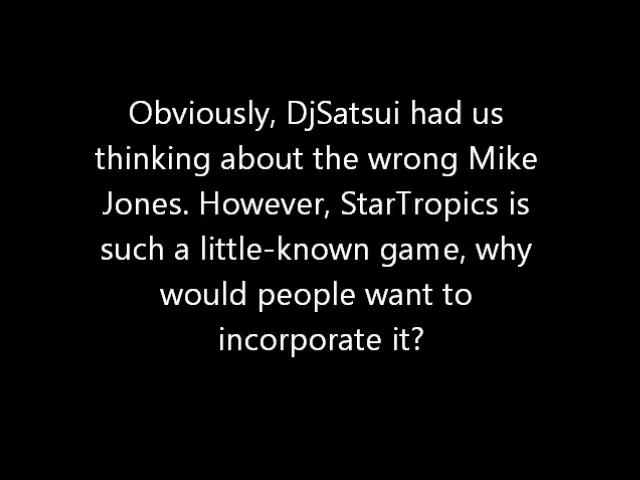 Obviously, DjSatsui had us
thinking about the wrong Mike
Jones. However, StarTropics is
such a little-known game, why
would people want to
incorporate it?